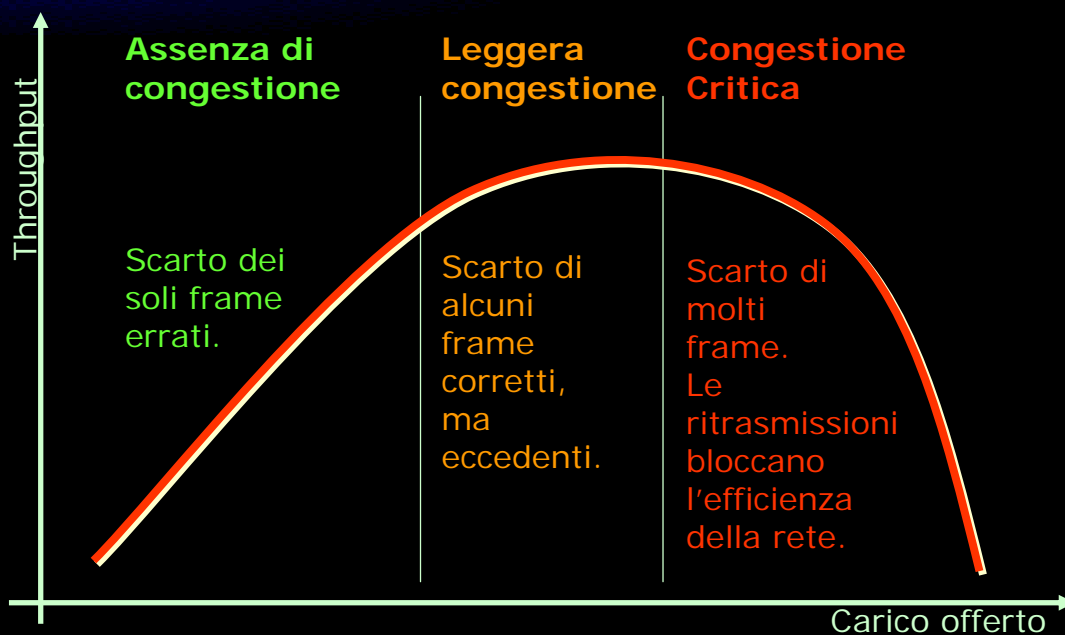 Throughput
Assenza di
congestione
Leggera
congestione
Congestione
Critica
Scarto dei
soli frame
errati.
Scarto di
alcuni
frame
corretti,
ma
eccedenti.
Scarto di
molti
frame.
Le
ritrasmissioni
bloccano
l'efficienza
della rete.
Carico offerto